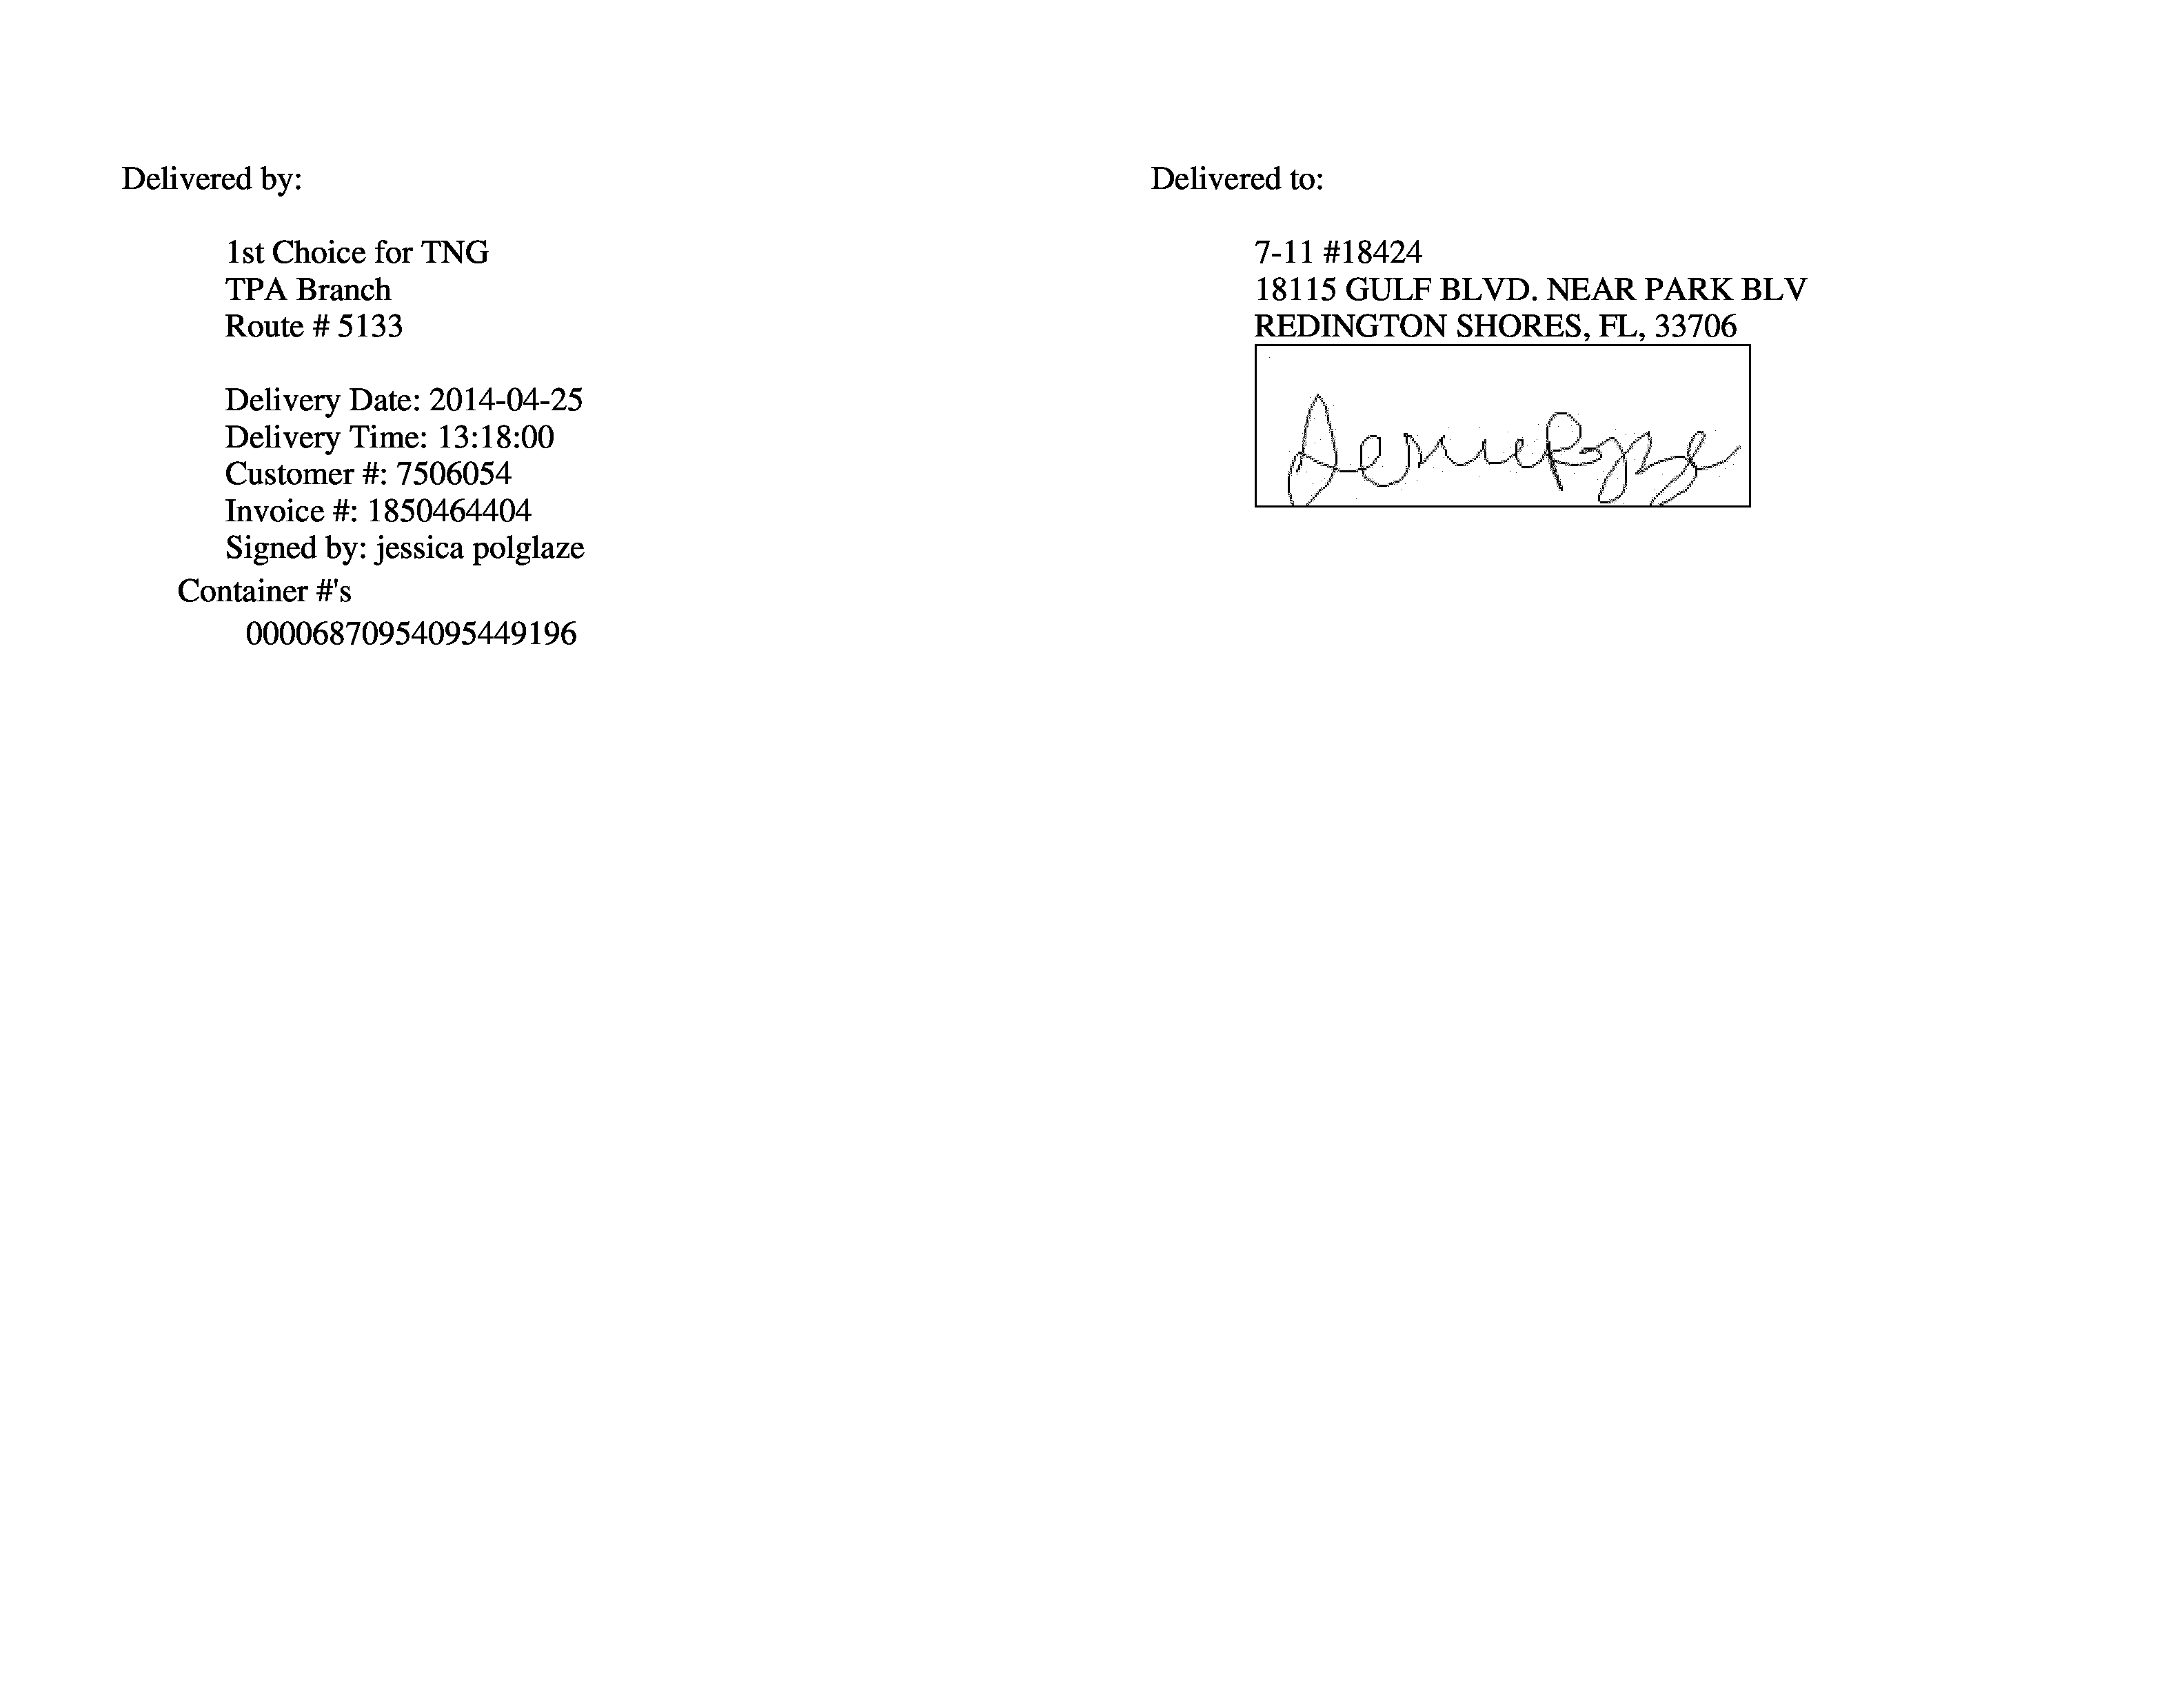 Delivered by:
1st Choice for TNG
TPA Branch
Route # 5133
Delivery Date: 2014-04-25
Delivery Time: 13:18:00
Customer #: 7506054
Invoice #: 1850464404
Signed by: jessica polglaze
Container #'s
00006870954095449196
Delivered to:
7-11 #18424
18115 GULF BLVD. NEAR PARK BLV
REDINGTON SHORES, FL, 33706